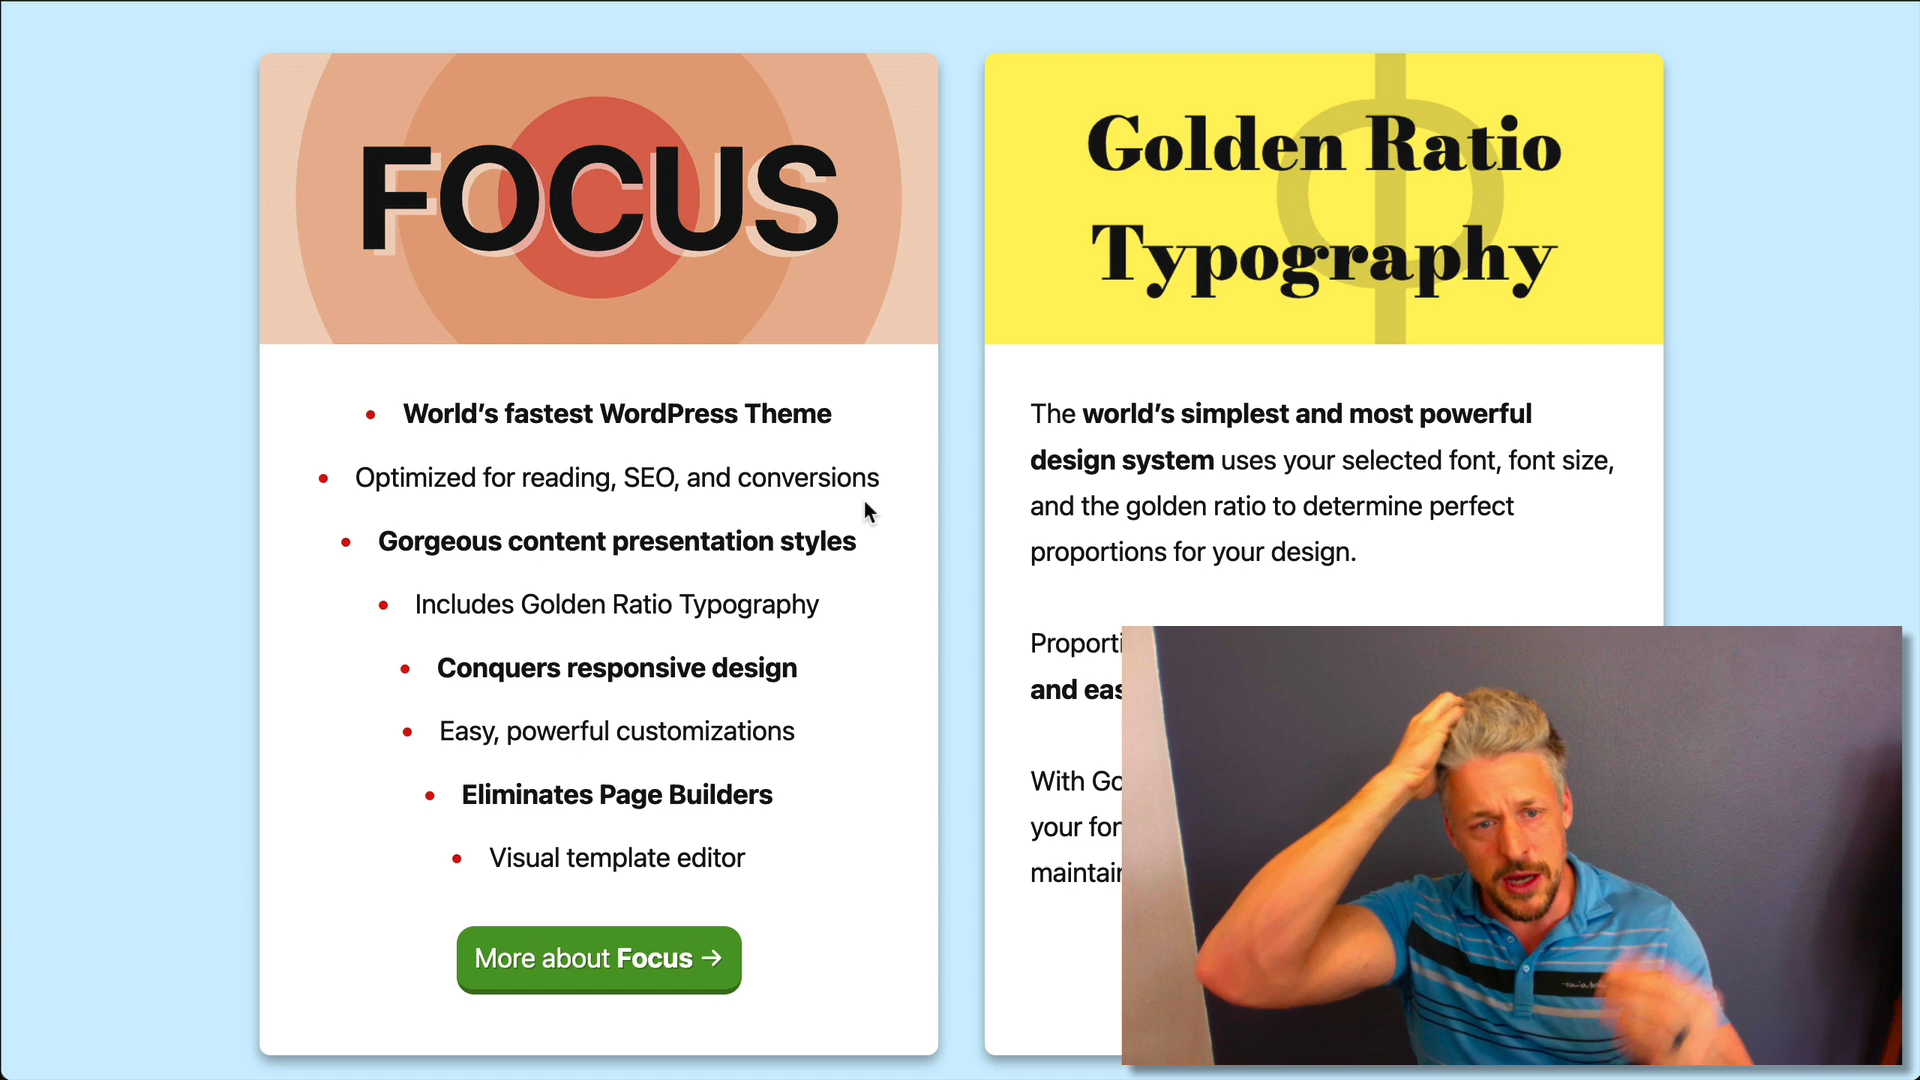 FOCUS
• World’s fastest WordPress Theme
• Optimized for reading, SEO, and conversions
• Gorgeous content presentation styles
• Includes Golden Ratio Typography
• Conquers responsive design
• Easy, powerful customizations
• Eliminates Page Builders
• Visual template editor
More about Focus →
Golden Ratio
Typography
The world’s simplest and most powerful
design system uses your selected font, font size,
and the golden ratio to determine perfect
proportions for your design.
and
With
your